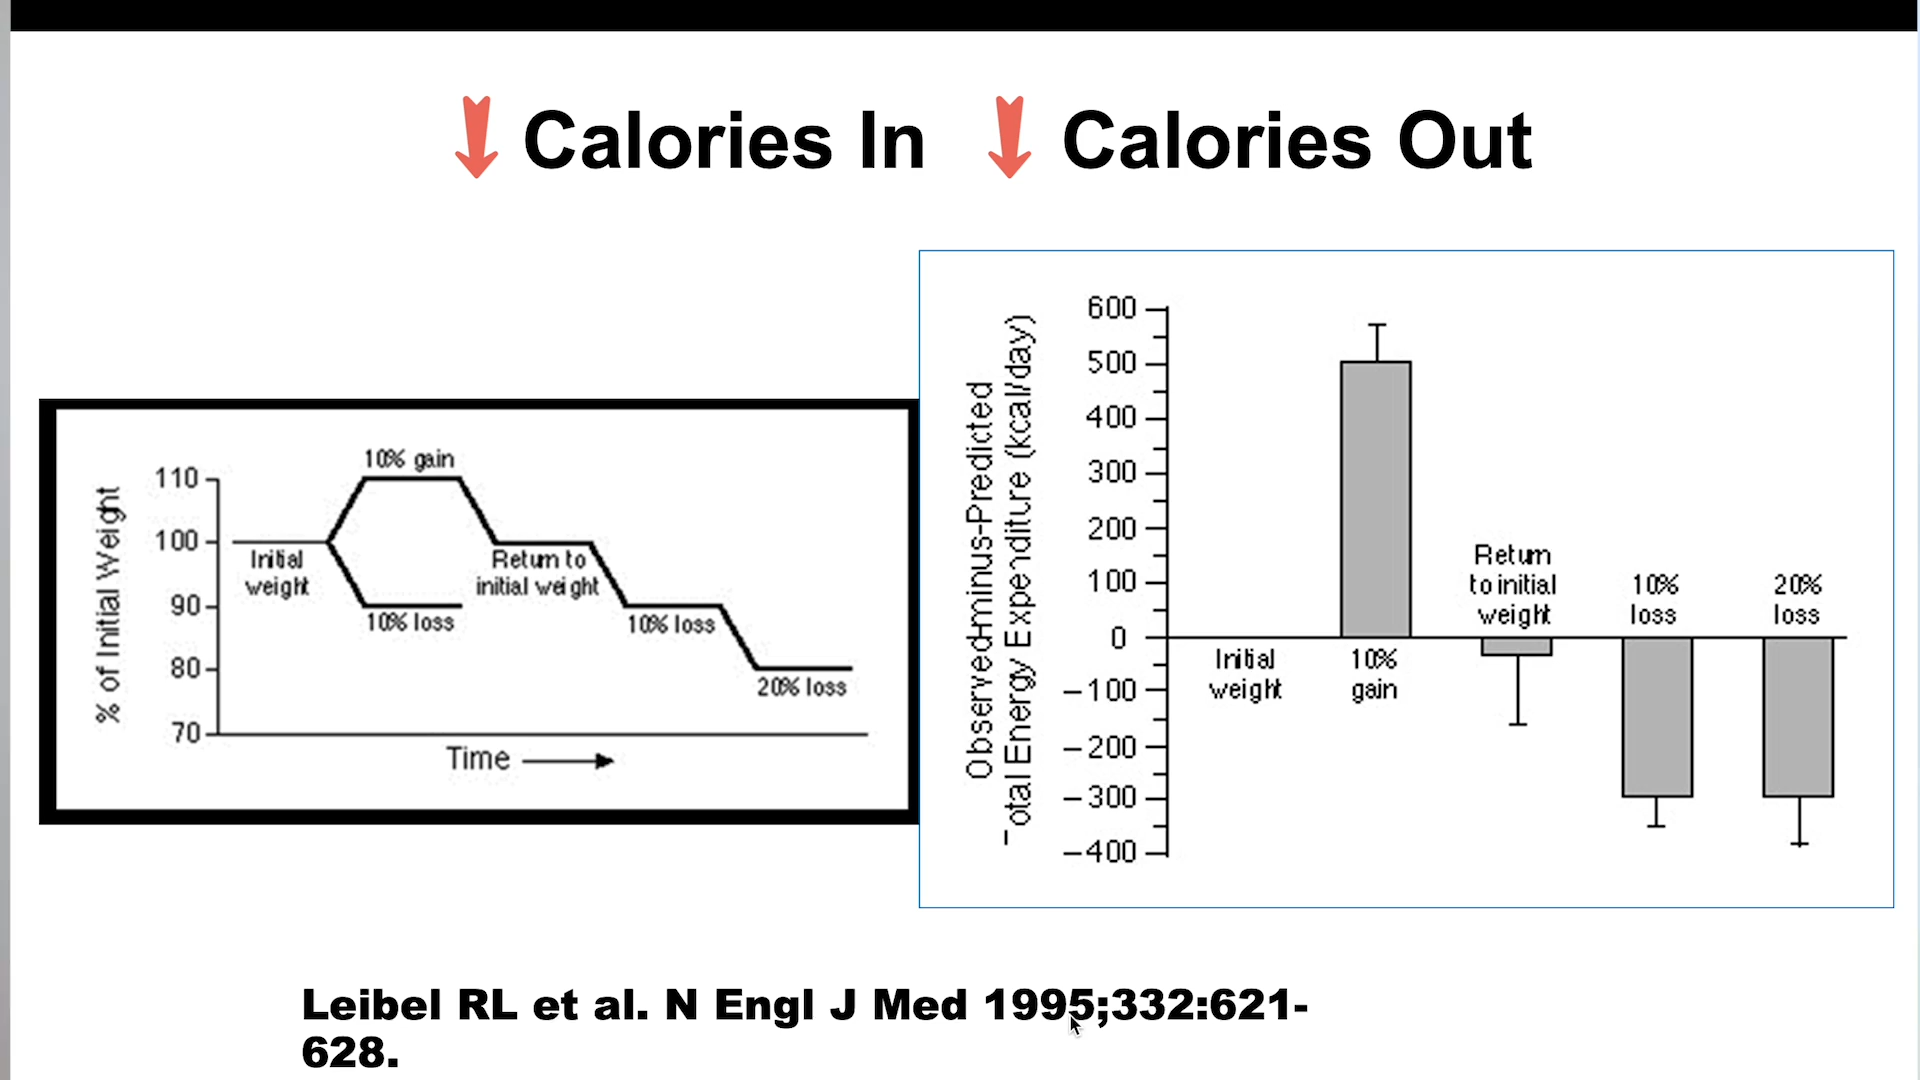 Calories In Calories Out
% of Initial Weight
110
100
90
80
70
10% gain
Initial
weight
10% loss
Return to
initial weight
10% loss
20% loss
Time
Observed-minus-Predicted
Total Energy Expenditure (kcal/day)
600
500
400
300
200
100
0
−100
−200
−300
−400
Initial
weight
10%
gain
Return
to initial
weight
10%
loss
20%
loss
Leibel RL et al. N Engl J Med 1995;332:621-
628.